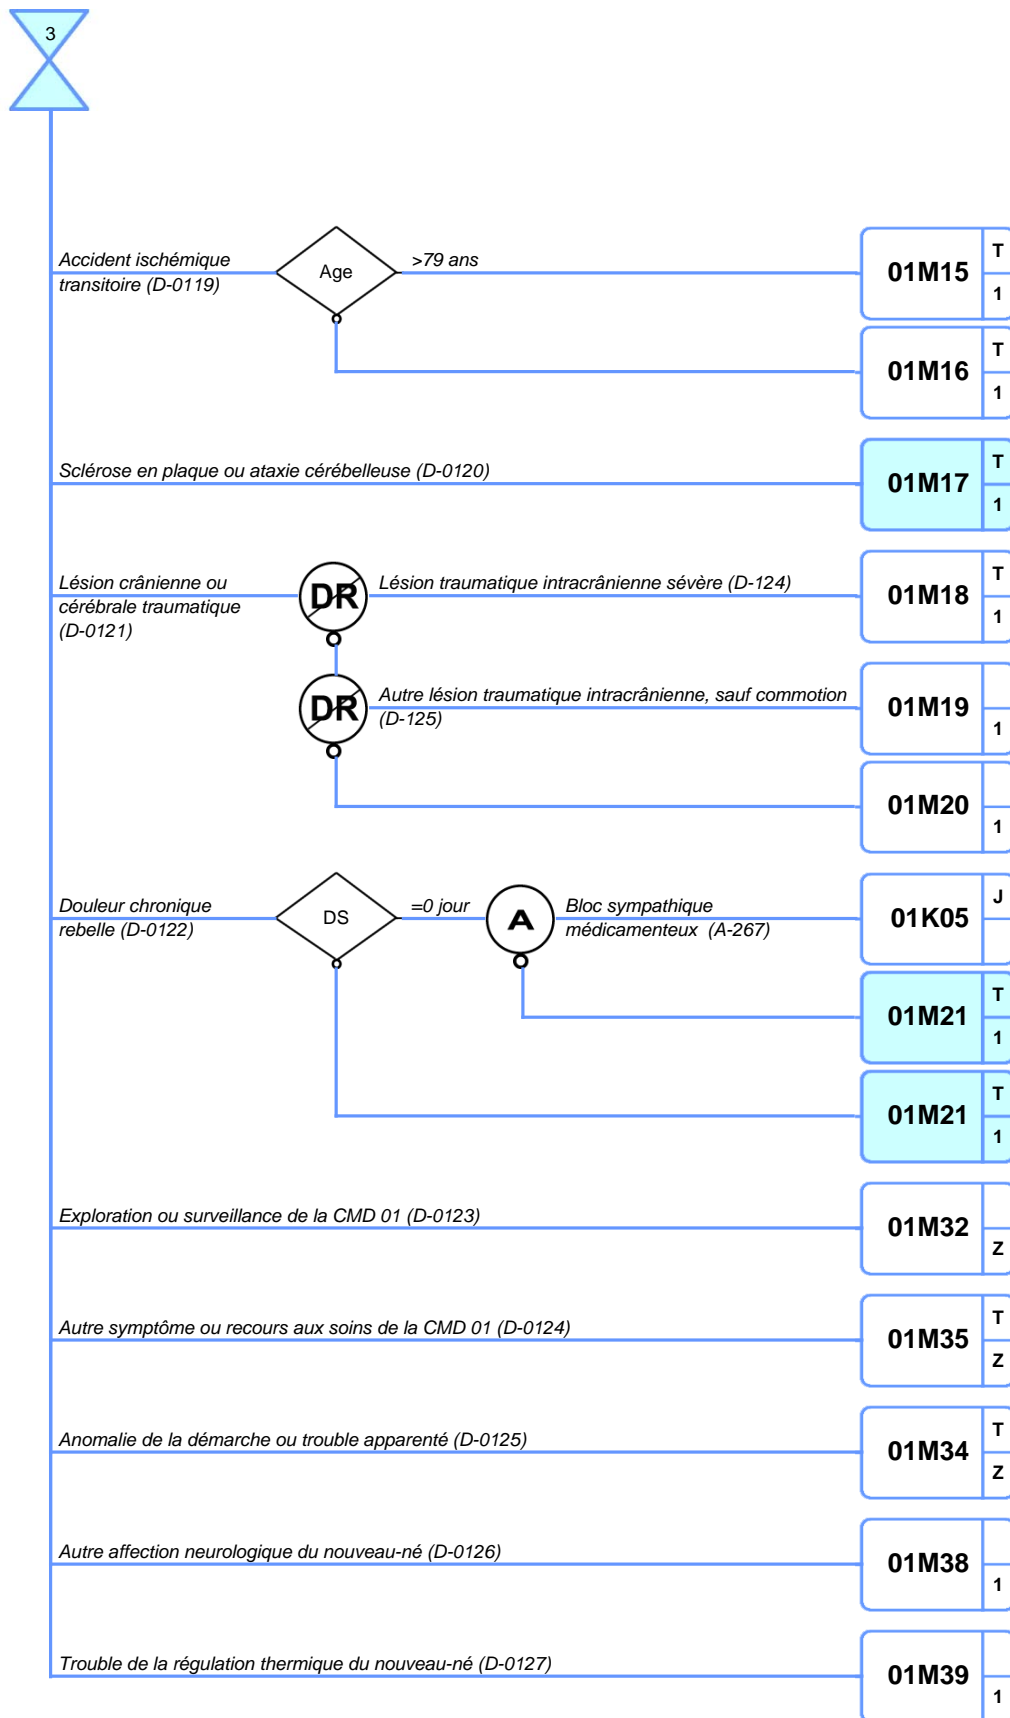 3
Accident ischémique
transitoire (D-0119)
Age
>79 ans
01M15
T
1
01M16
T
1
Sclérose en plaque ou ataxie cérébelleuse (D-0120)
01M17
T
1
Lésion crânienne ou
cérébrale traumatique
(D-0121)
DR
Lésion traumatique intracrânienne sévère (D-124)
01M18
T
1
DR
Autre lésion traumatique intracrânienne, sauf commotion
(D-125)
01M19
1
01M20
1
Douleur chronique
rebelle (D-0122)
DS
=0 jour
A
Bloc sympathique
médicamenteux (A-267)
01K05
J
01M21
T
1
01M21
T
1
Exploration ou surveillance de la CMD 01 (D-0123)
01M32
Z
Autre symptôme ou recours aux soins de la CMD 01 (D-0124)
01M35
T
Z
Anomalie de la démarche ou trouble apparenté (D-0125)
01M34
T
Z
Autre affection neurologique du nouveau-né (D-0126)
01M38
1
Trouble de la régulation thermique du nouveau-né (D-0127)
01M39
1